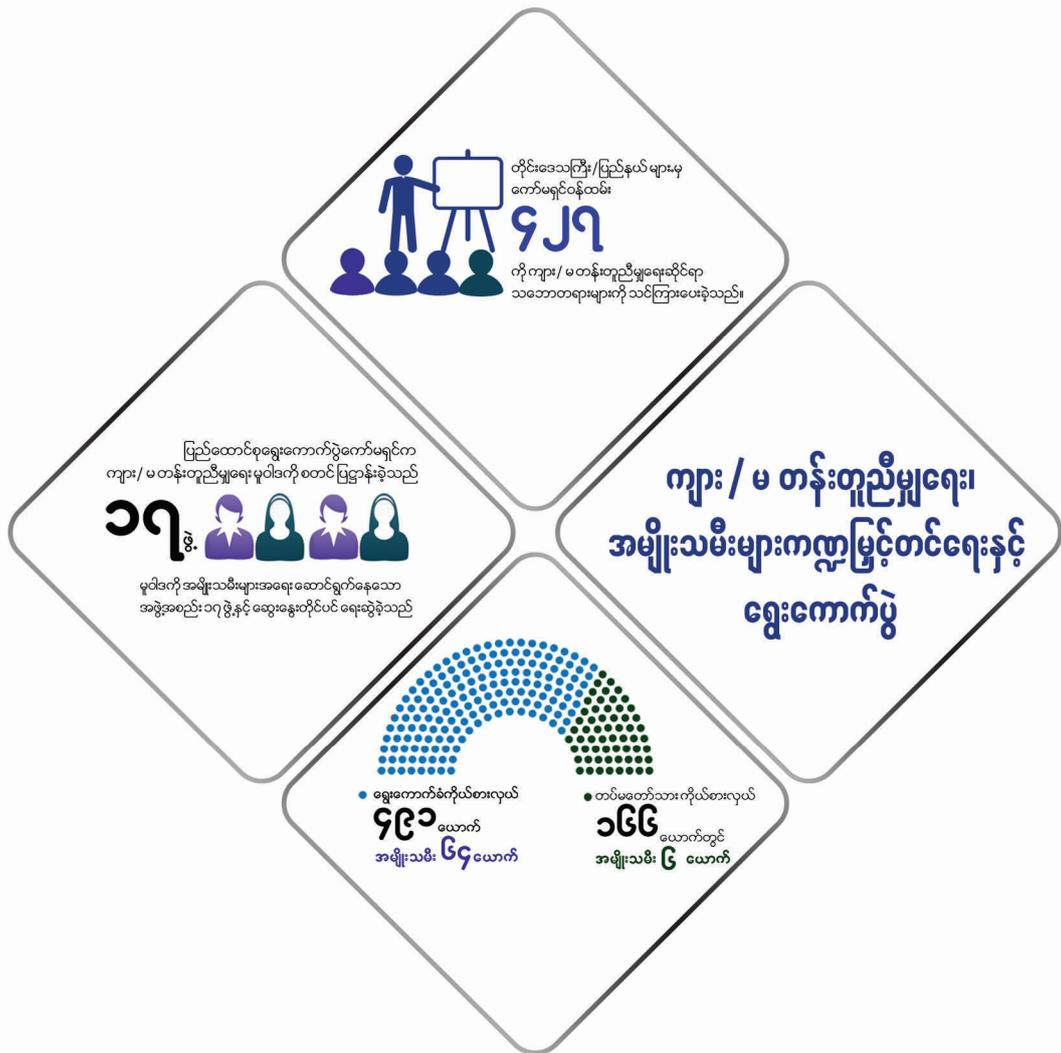 တိုင်းဒေသကြီး/ပြည်နယ် များမှ
ကော်မရှင်ဝန်ထမ်း
၄၂၇
ကို ကျား/ မ တန်းတူညီမျှရေးဆိုင်ရာ
သဘောတရားများကို သင်ကြားပေးခဲ့သည်။
ပြည်ထောင်စုရွေးကောက်ပွဲကော်မရှင်က
ကျား/ မ တန်းတူညီမျှရေး မူဝါဒကို စတင် ပြဋ္ဌာန်းခဲ့သည်
၁၇ ဖွဲ့
မူဝါဒကို အမျိုးသမီးများအရေး ဆောင်ရွက်နေသော
အဖွဲ့အစည်း ၁၇ ဖွဲ့နှင့် ဆွေးနွေးတိုင်ပင် ရေးဆွဲခဲ့သည်
ကျား / မ တန်းတူညီမျှရေး၊
အမျိုးသမီးများကဏ္ဍမြှင့်တင်ရေးနှင့်
ရွေးကောက်ပွဲ
ရွေးကောက်ခံကိုယ်စားလှယ်
၄၉၁ ယောက်
အမျိုးသမီး ၆၄ ယောက်
တပ်မတော်သား ကိုယ်စားလှယ်
၁၆၆ ယောက်တွင်
အမျိုးသမီး ၆ ယောက်